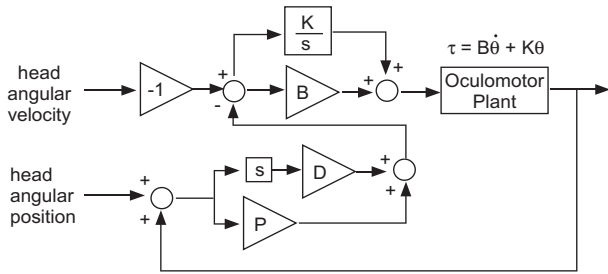 K
s
τ = Bθ̇ + Kθ
head
angular
velocity
-1
+
-
B
+
+
Oculomotor
Plant
head
angular
position
+
+
s
D
P
+
+